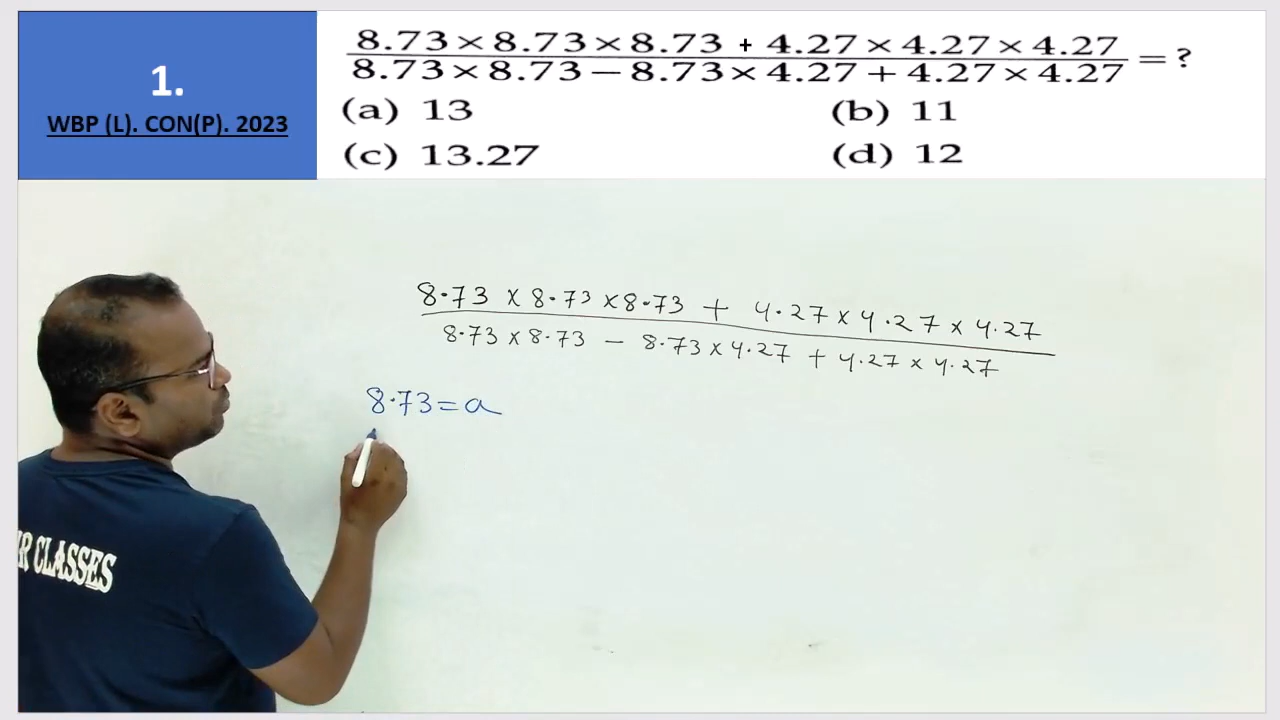 1.
WBP (L). CON(P). 2023
8.73×8.73×8.73 + 4.27×4.27×4.27
8.73×8.73−8.73×4.27+4.27×4.27 = ?
(a) 13 (b) 11
(c) 13.27 (d) 12
8.73 × 8.73 × 8.73 + 4.27 × 4.27 × 4.27
8.73 × 8.73 − 8.73 × 4.27 + 4.27 × 4.27
8.73 = a
R CLASSES